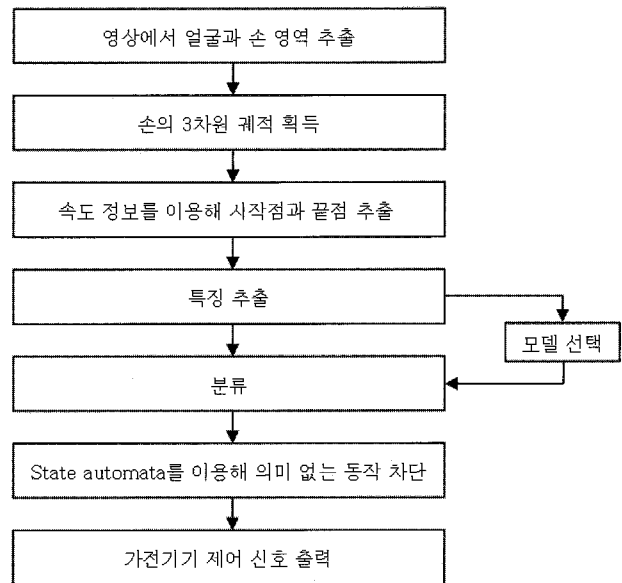 영상에서 얼굴과 손 영역 추출
손의 3차원 궤적 획득
속도 정보를 이용해 시작점과 끝점 추출
특징 추출
모델 선택
분류
State automata를 이용해 의미 없는 동작 차단
가전기기 제어 신호 출력